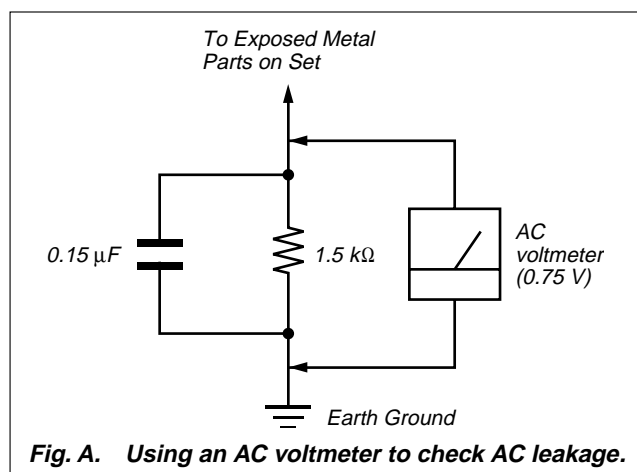 To Exposed Metal
Parts on Set
0.15 μF
1.5 kΩ
AC
voltmeter
(0.75 V)
Earth Ground
Fig. A. Using an AC voltmeter to check AC leakage.